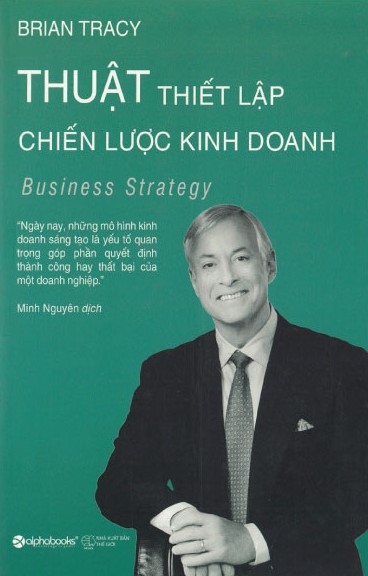 BRIAN TRACY
THUẬT THIẾT LẬP
CHIẾN LƯỢC KINH DOANH
Business Strategy
"Ngày nay, những mô hình kinh
doanh sáng tạo là yếu tố quan
trọng góp phần quyết định
thành công hay thất bại của
một doanh nghiệp."
Minh Nguyên dịch
alphabooks
NHÀ XUẤT BẢN
THẾ GIỚI